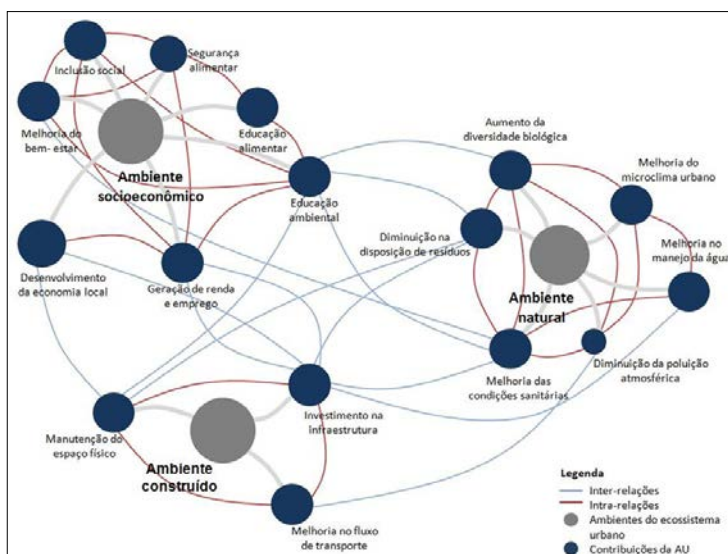 Inclusão social
Segurança
alimentar
Melhoria do
bem- estar
Educação
alimentar
Ambiente
socioeconômico
Educação
ambiental
Desenvolvimento
da economia local
Geração de renda
e emprego
Aumento da
diversidade biológica
Melhoria do
microclima urbano
Diminuição na
disposição de resíduos
Melhoria no
manejo da água
Ambiente
natural
Melhoria das
condições sanitárias
Diminuição da poluição
atmosférica
Manutenção do
espaço físico
Investimento na
Infraestrutura
Ambiente
construído
Melhoria no fluxo
de transporte
Legenda
Inter-relações
Intra-relações
Ambientes do ecossistema
urbano
Contribuições da AU